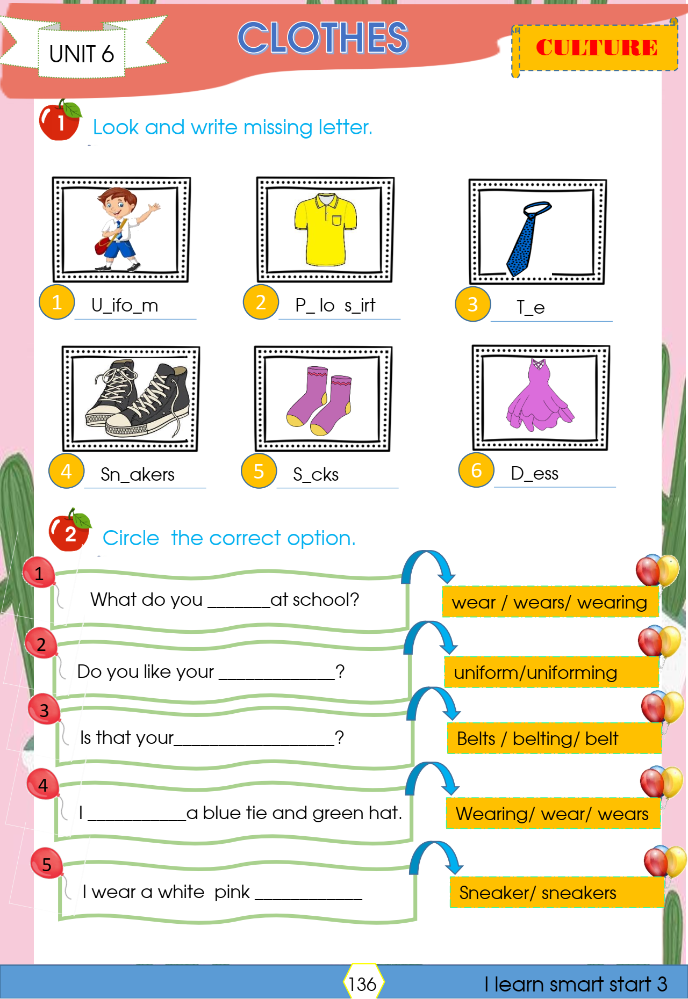 UNIT 6
CLOTHES
CULTURE
1 Look and write missing letter.
1 U_ifo_m
2 P_ lo s_irt
3 T_e
4 Sn_akers
5 S_cks
6 D_ess
2 Circle the correct option.
1 What do you _______at school?
wear / wears/ wearing
2 Do you like your _____________?
uniform/uniforming
3 Is that your__________________?
Belts / belting/ belt
4 I ___________a blue tie and green hat.
Wearing/ wear/ wears
5 I wear a white pink ____________
Sneaker/ sneakers
136
I learn smart start 3